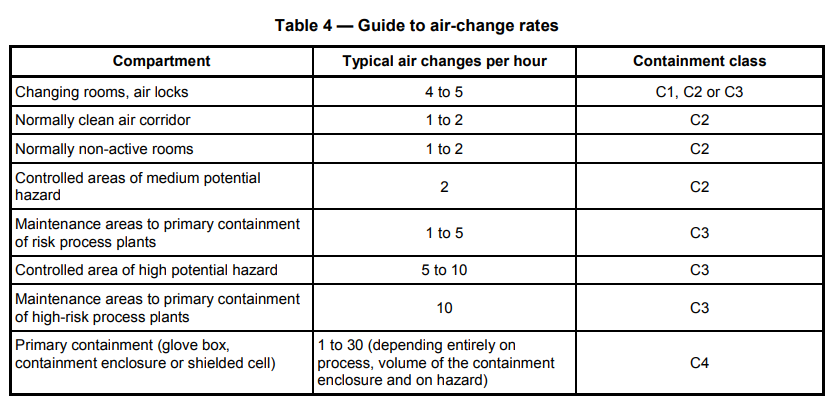 Table 4 — Guide to air-change rates
Compartment Typical air changes per hour Containment class
Changing rooms, air locks 4 to 5 C1, C2 or C3
Normally clean air corridor 1 to 2 C2
Normally non-active rooms 1 to 2 C2
Controlled areas of medium potential
hazard
2 C2
Maintenance areas to primary containment
of risk process plants
1 to 5 C3
Controlled area of high potential hazard 5 to 10 C3
Maintenance areas to primary containment
of high-risk process plants
10 C3
Primary containment (glove box,
containment enclosure or shielded cell)
1 to 30 (depending entirely on
process, volume of the containment
enclosure and on hazard)
C4